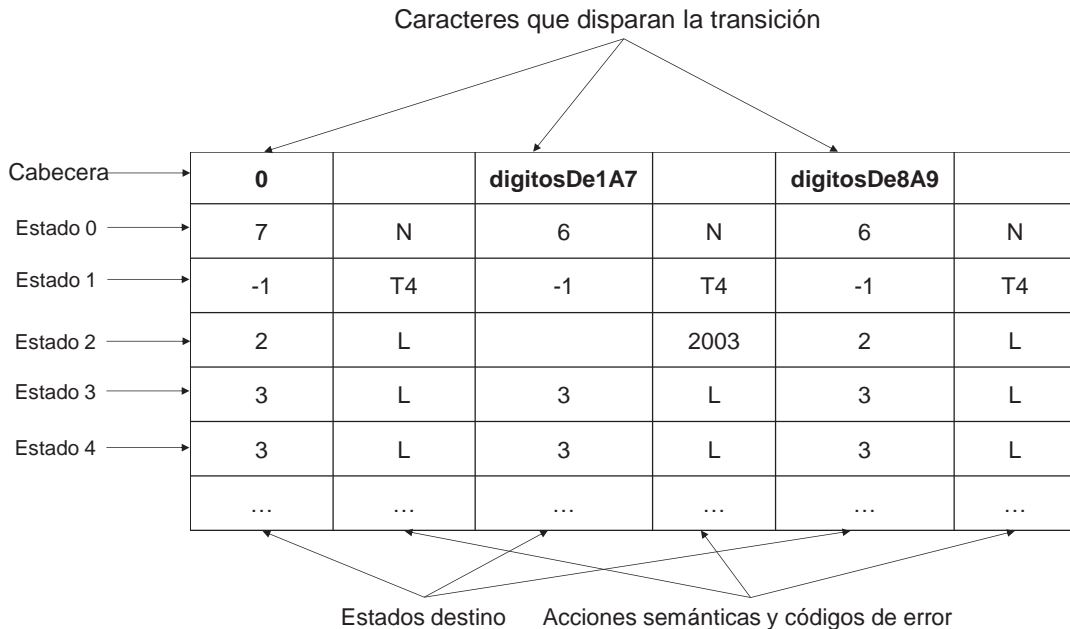 Caracteres que disparan la transición
Cabecera 0 digitosDe1A7 digitosDe8A9
Estado 0 7 N 6 N 6 N
Estado 1 -1 T4 -1 T4 -1 T4
Estado 2 2 L 2003 2 L
Estado 3 3 L 3 L 3 L
Estado 4 3 L 3 L 3 L
… … … … … …
Estados destino Acciones semánticas y códigos de error